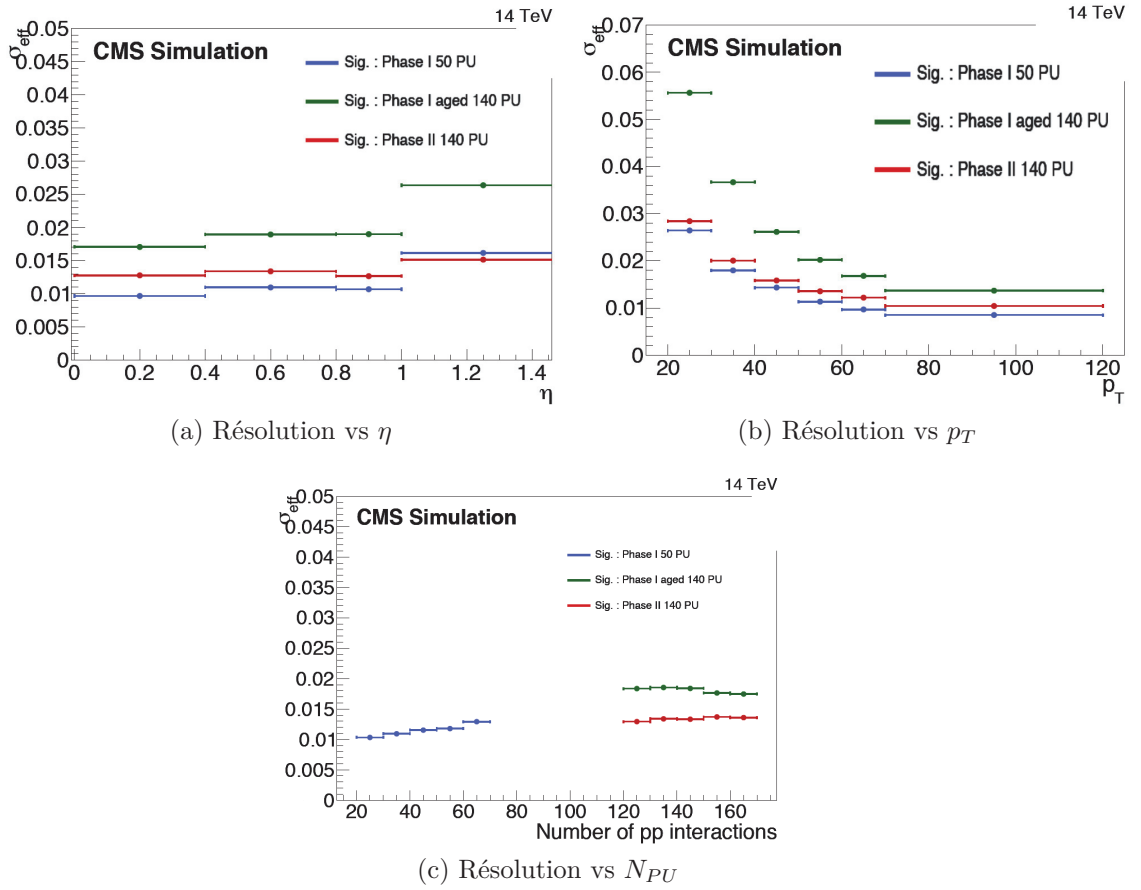 14 TeV
CMS Simulation
σeff
0.05
0.045
0.04
0.035
0.03
0.025
0.02
0.015
0.01
0.005
0
Sig. : Phase I 50 PU
Sig. : Phase I aged 140 PU
Sig. : Phase II 140 PU
0 0.2 0.4 0.6 0.8 1 1.2 1.4
η
(a) Résolution vs η
14 TeV
CMS Simulation
σeff
0.07
0.06
0.05
0.04
0.03
0.02
0.01
0
Sig. : Phase I 50 PU
Sig. : Phase I aged 140 PU
Sig. : Phase II 140 PU
20 40 60 80 100 120
pT
(b) Résolution vs pT
14 TeV
CMS Simulation
σeff
0.05
0.045
0.04
0.035
0.03
0.025
0.02
0.015
0.01
0.005
0
Sig. : Phase I 50 PU
Sig. : Phase I aged 140 PU
Sig. : Phase II 140 PU
20 40 60 80 100 120 140 160
Number of pp interactions
(c) Résolution vs NPU